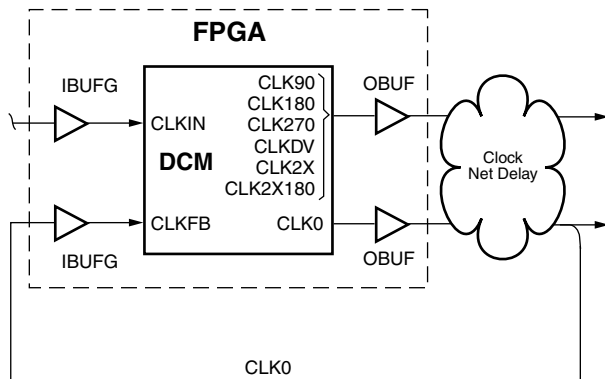 FPGA
IBUFG
CLKIN
DCM
CLK90
CLK180
CLK270
CLKDV
CLK2X
CLK2X180
OBUF
Clock
Net Delay
CLKFB
CLK0
IBUFG
OBUF
CLK0